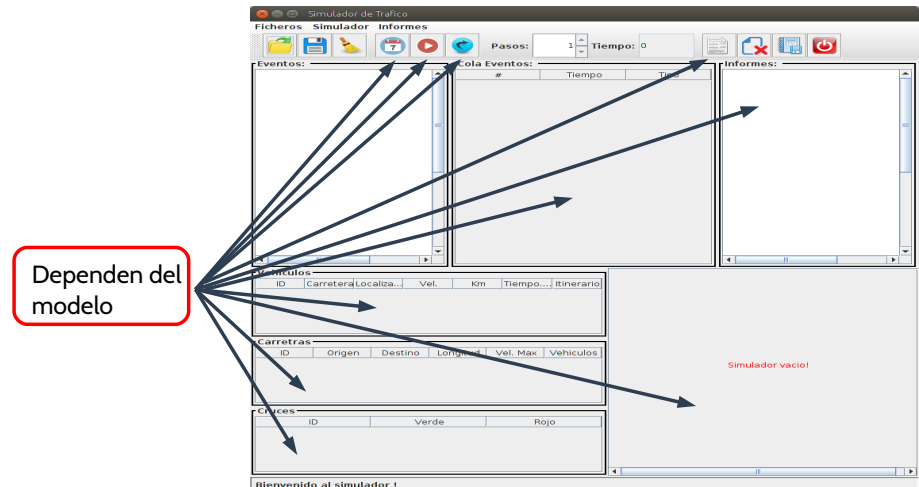 Simulador de Trafico
Ficheros Simulador Informes
7
Pasos: 1 Tiempo: 0
Eventos:
Cola Eventos:
Informes:
# Tiempo Tipo
Dependen del
modelo
Vehiculos
ID Carretera Localiza... Vel. Km Tiempo... Itinerario
Carretras
ID Origen Destino Longitud Vel. Max Vehiculos
Simulador vacio!
Cruces
ID Verde Rojo
Bienvenido al simulador !